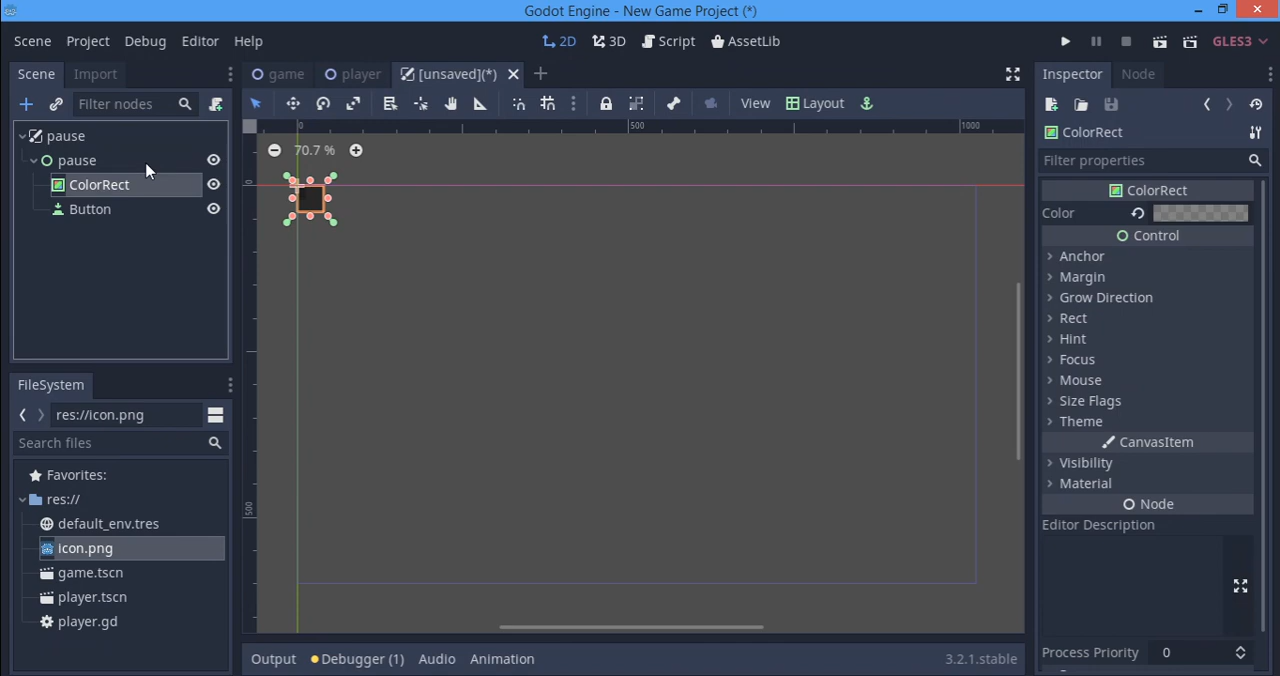 Godot Engine - New Game Project (*)
Scene Project Debug Editor Help
2D 3D Script AssetLib
GLES3
Scene Import
game player [unsaved](*)
Inspector Node
Filter nodes
View Layout
pause
pause
ColorRect
Button
0 500 1000
70.7 %
0
500
ColorRect
Filter properties
ColorRect
Color
Control
Anchor
Margin
Grow Direction
Rect
Hint
Focus
Mouse
Size Flags
Theme
CanvasItem
Visibility
Material
Node
Editor Description
Process Priority 0
FileSystem
res://icon.png
Search files
Favorites:
res://
default_env.tres
icon.png
game.tscn
player.tscn
player.gd
Output Debugger (1) Audio Animation 3.2.1.stable